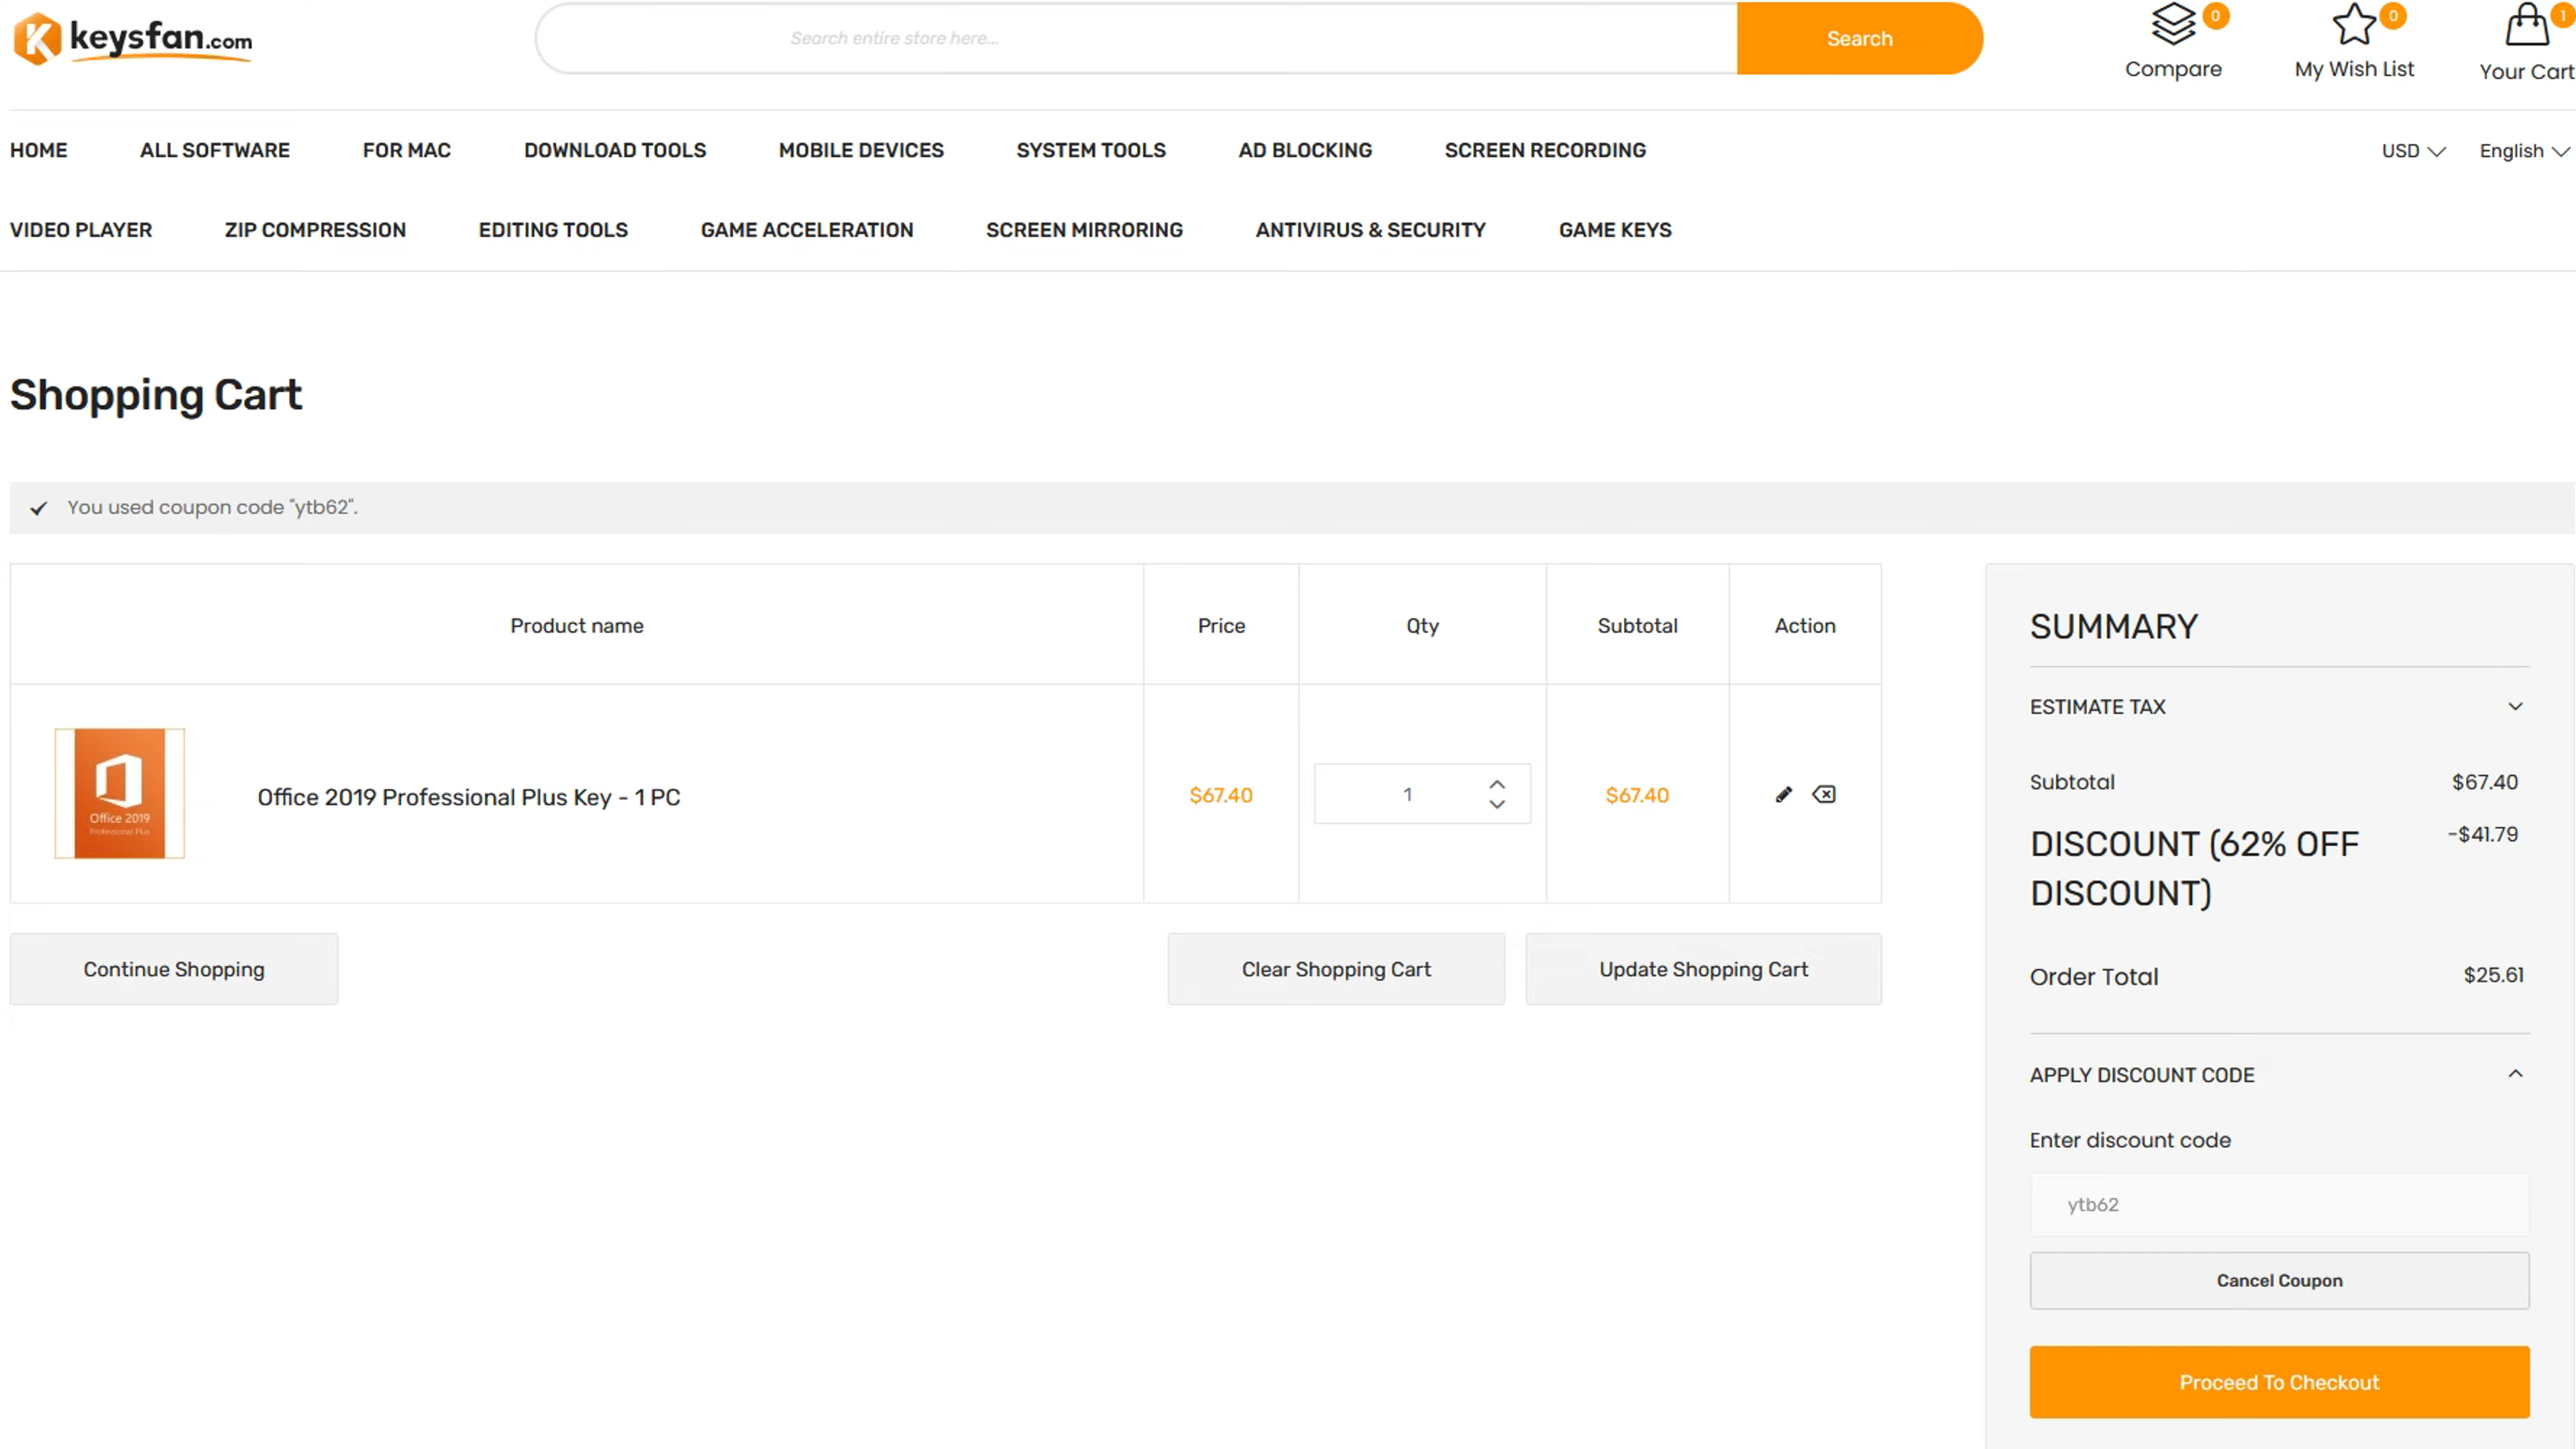 keysfan.com
Search entire store here...
Search
0
0
1
Compare
My Wish List
Your Cart
HOME ALL SOFTWARE FOR MAC DOWNLOAD TOOLS MOBILE DEVICES SYSTEM TOOLS AD BLOCKING SCREEN RECORDING
USD English
VIDEO PLAYER ZIP COMPRESSION EDITING TOOLS GAME ACCELERATION SCREEN MIRRORING ANTIVIRUS & SECURITY GAME KEYS
Shopping Cart
You used coupon code "ytb62".
Product name Price Qty Subtotal Action
Office 2019
Professional Plus
Office 2019 Professional Plus Key - 1 PC $67.40 1 $67.40
Continue Shopping Clear Shopping Cart Update Shopping Cart
SUMMARY
ESTIMATE TAX
Subtotal $67.40
DISCOUNT (62% OFF -$41.79
DISCOUNT)
Order Total $25.61
APPLY DISCOUNT CODE
Enter discount code
ytb62
Cancel Coupon
Proceed To Checkout